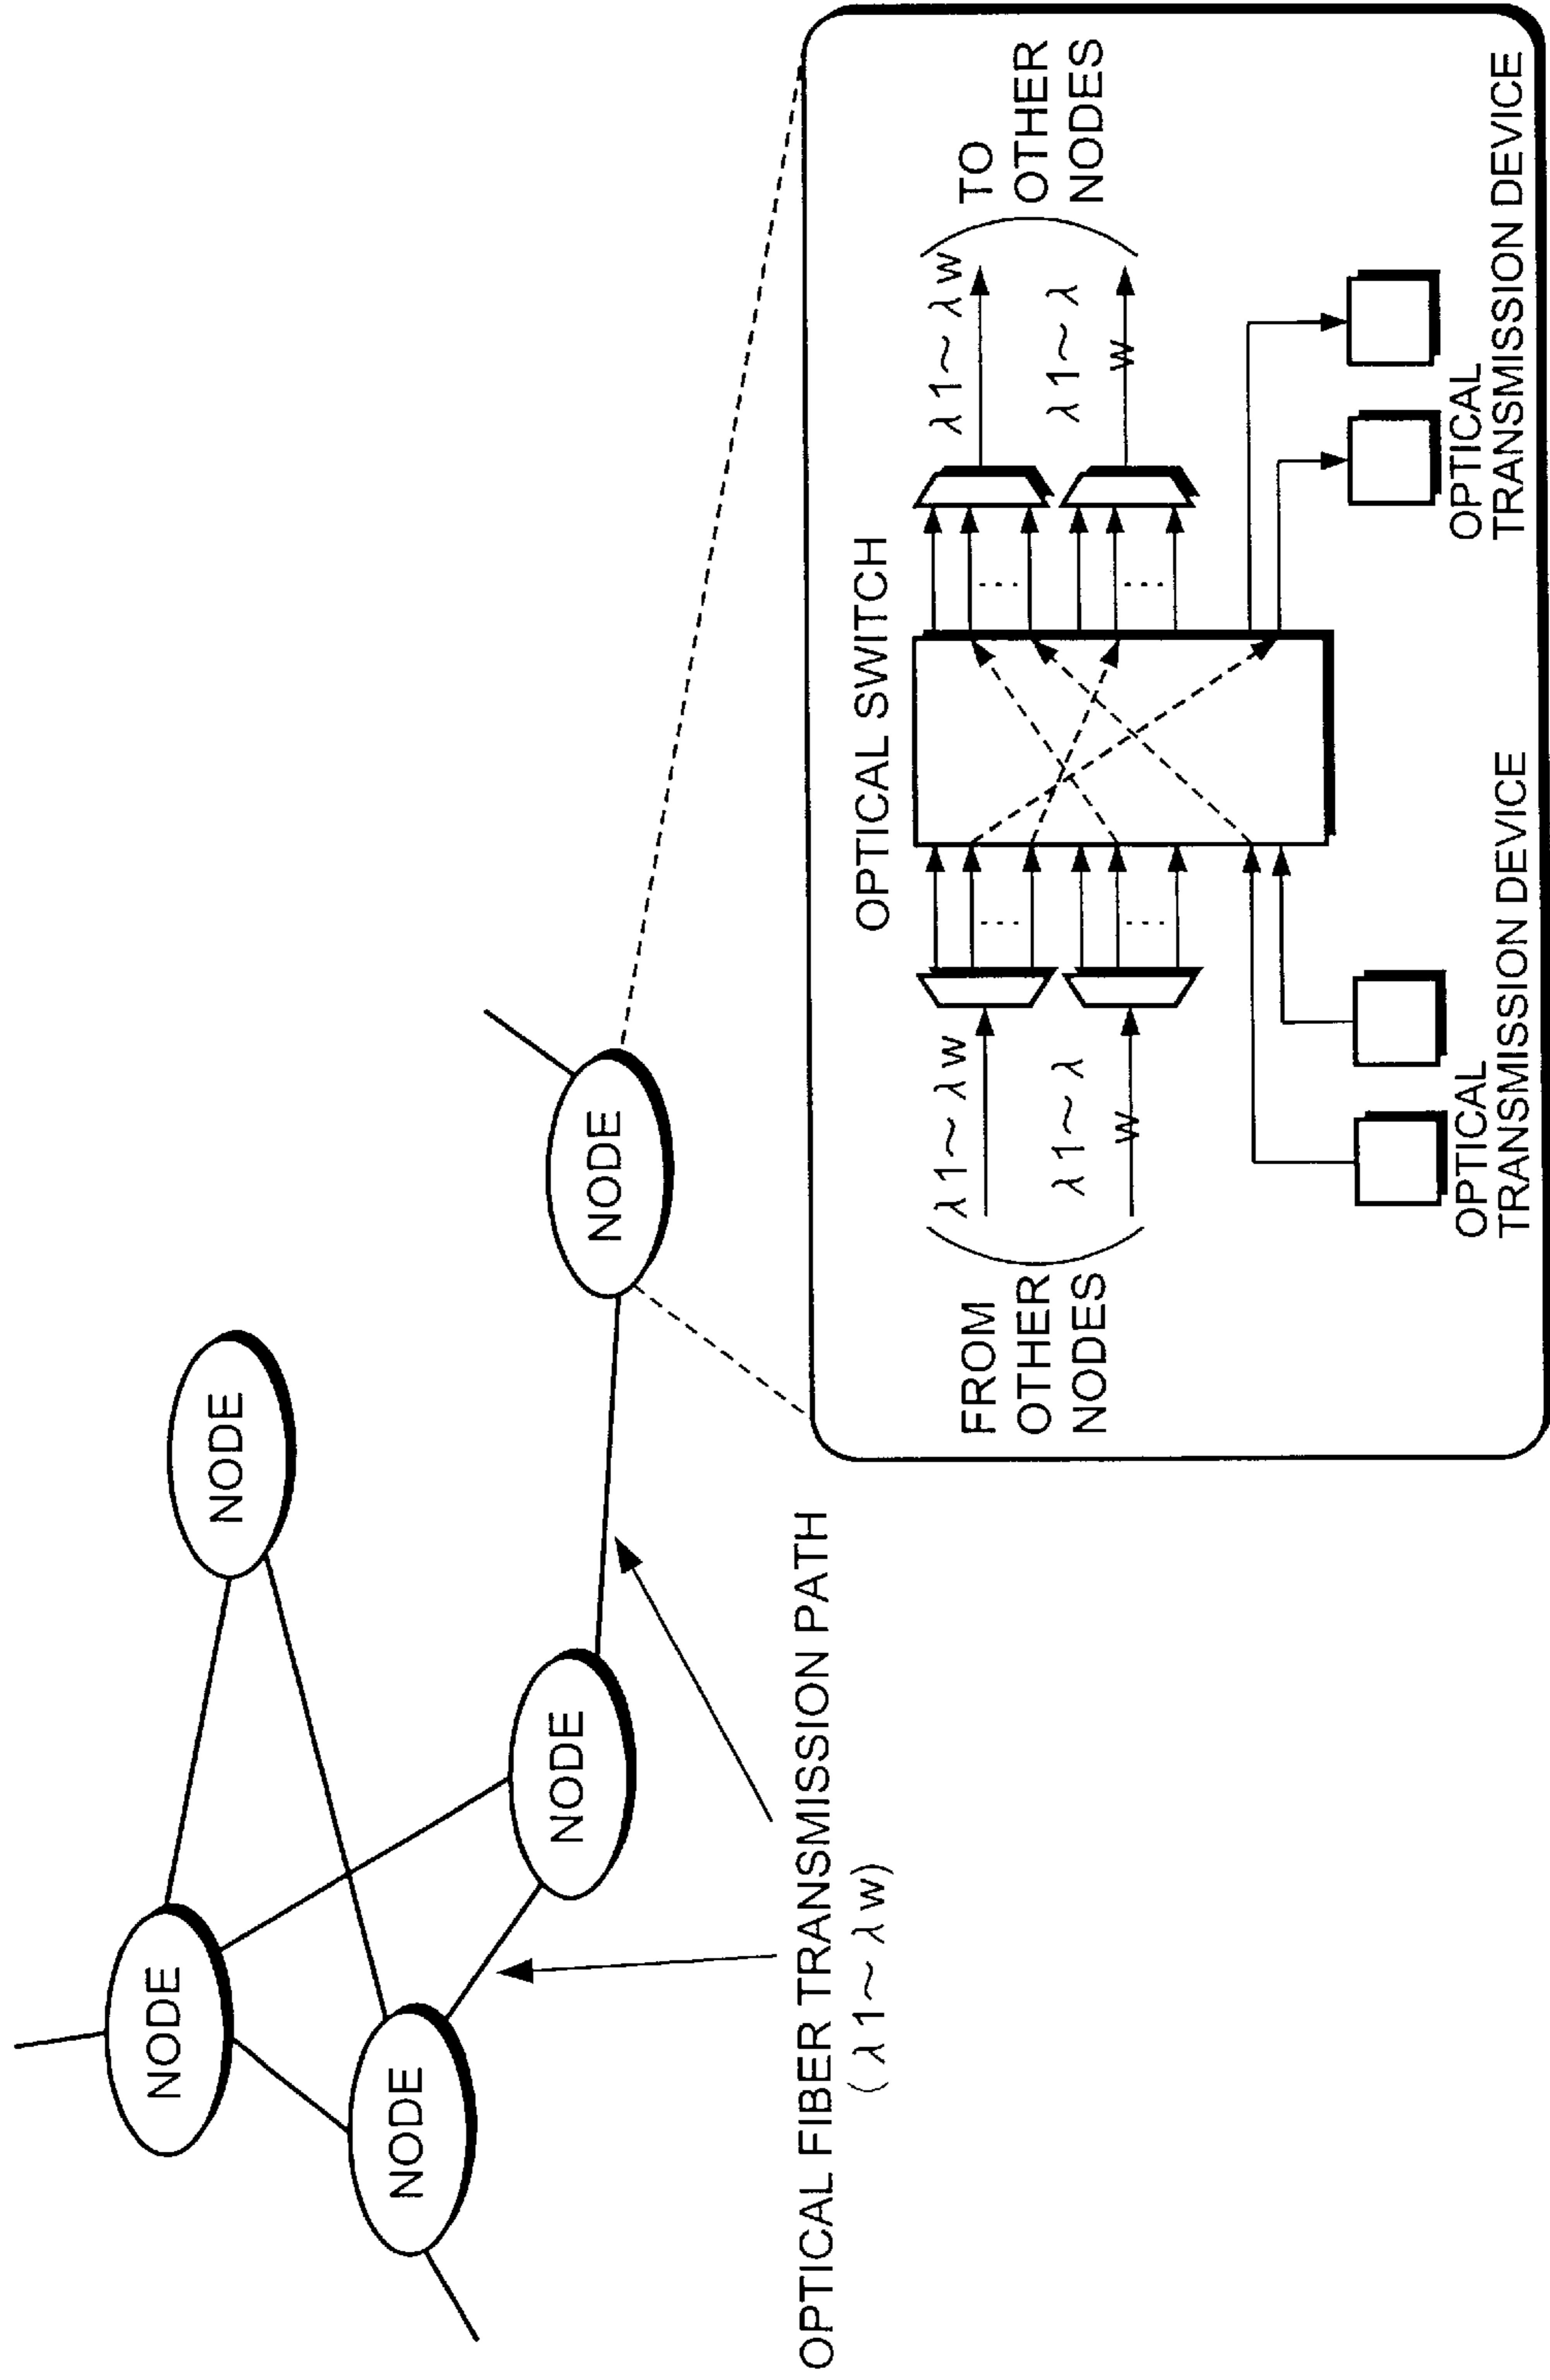 NODE
NODE
NODE
NODE
NODE
OPTICAL FIBER TRANSMISSION PATH
(λ1~λW)
OPTICAL SWITCH
FROM
OTHER
NODES
λ1~λW
λ1~λ
W
TO
OTHER
NODES
λ1~λW
λ1~λ
W
OPTICAL
TRANSMISSION DEVICE
OPTICAL
TRANSMISSION DEVICE